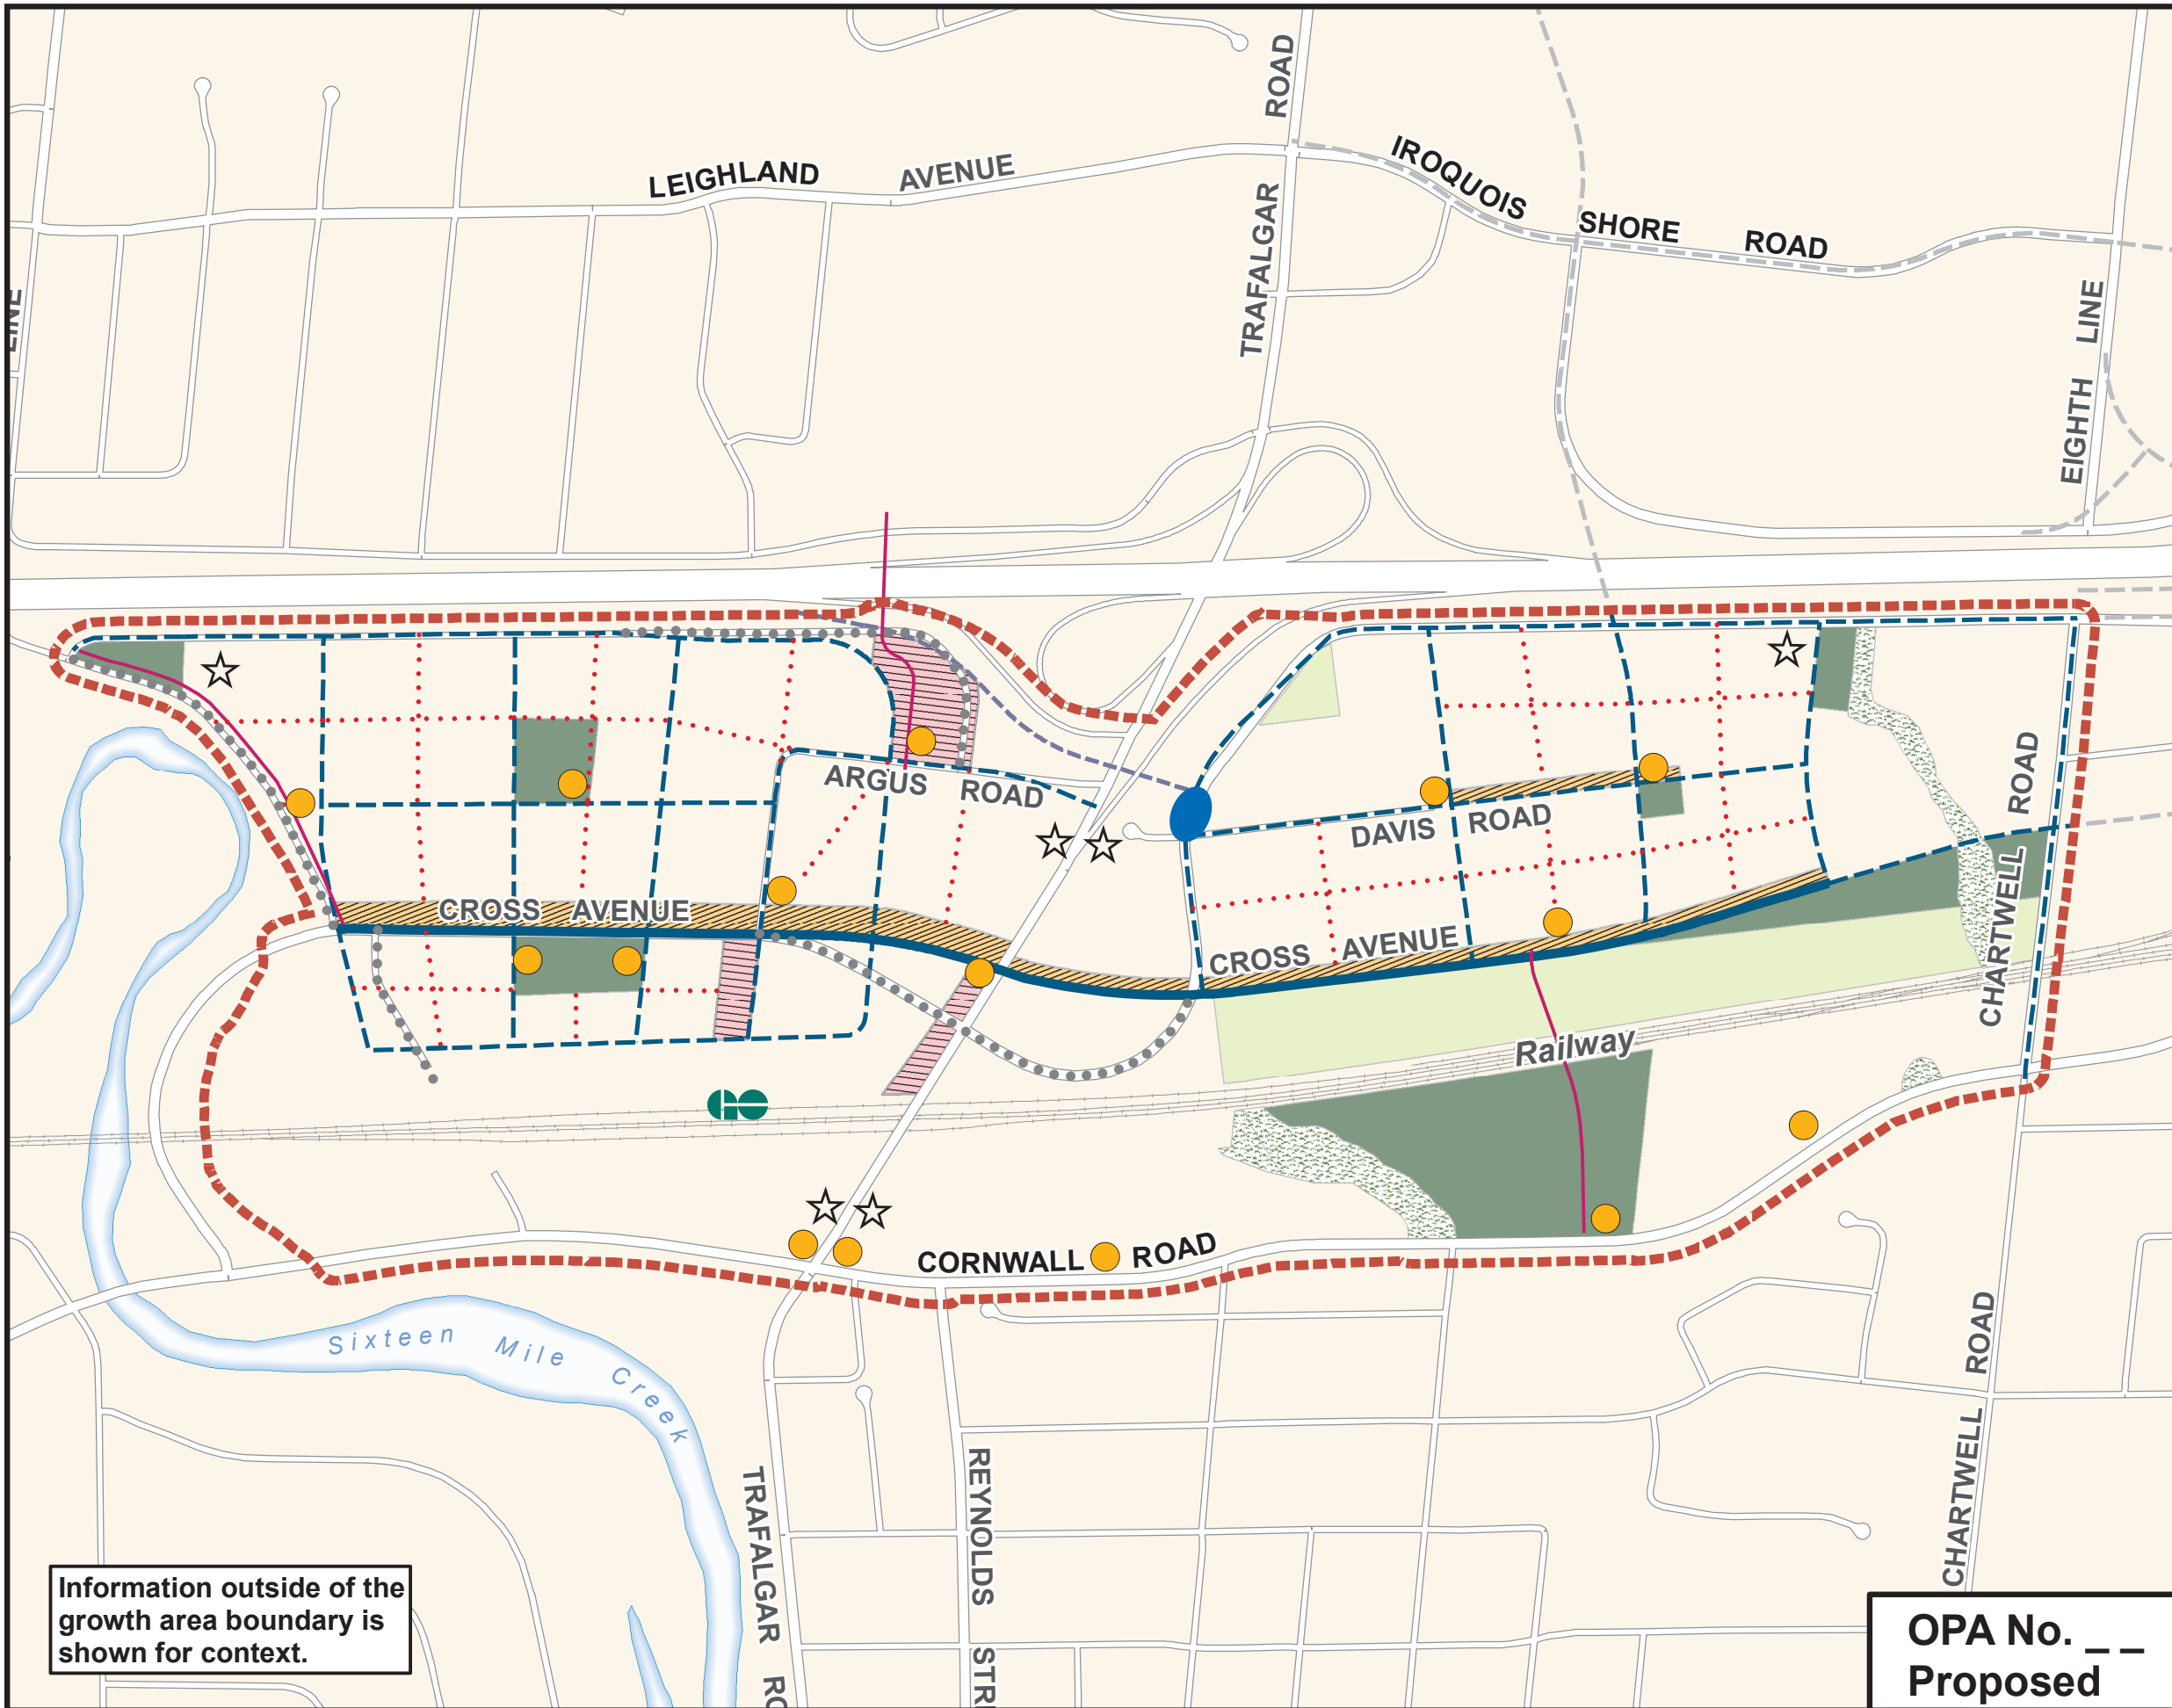 ROAD
LEIGHLAND AVENUE
IROQUOIS
SHORE ROAD
TRAFALGAR
LINE
EIGHTH LINE
ARGUS ROAD
DAVIS ROAD
ROAD
CHARTWELL
CROSS AVENUE
CROSS AVENUE
Railway
CORNWALL ROAD
Sixteen Mile Creek
ROAD
CHARTWELL
TRAFALGAR
REYNOLDS
Information outside of the
growth area boundary is
shown for context.
OPA No. _ _
Proposed